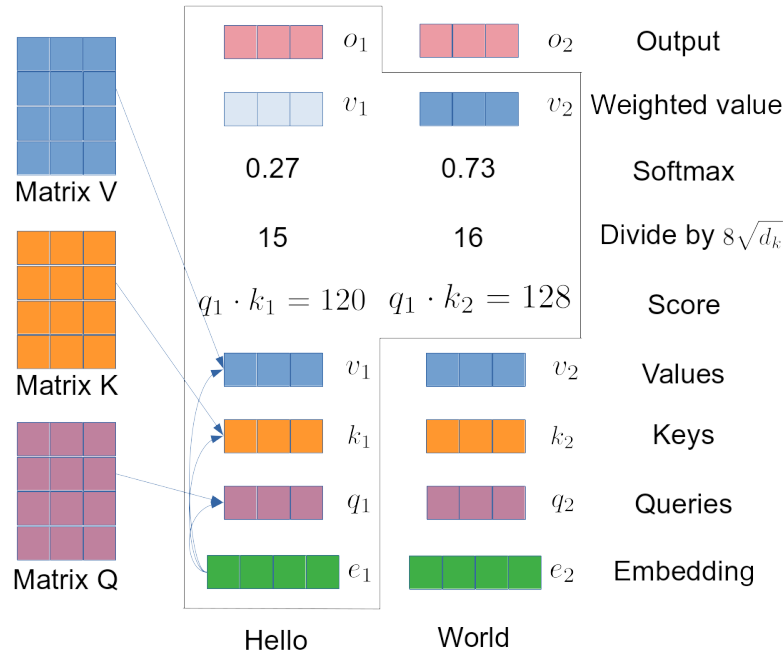 o₁ o₂ Output
v₁ v₂ Weighted value
Matrix V
0.27 0.73 Softmax
15 16 Divide by 8√dₖ
q₁ · k₁ = 120 q₁ · k₂ = 128 Score
Matrix K
v₁ v₂ Values
k₁ k₂ Keys
q₁ q₂ Queries
Matrix Q
e₁ e₂ Embedding
Hello World